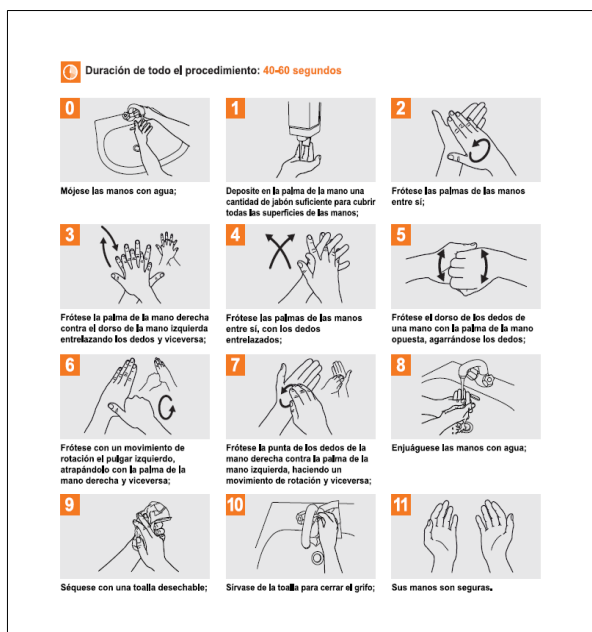 Duración de todo el procedimiento: 40-60 segundos
0
Mójese las manos con agua;
1
Deposite en la palma de la mano una
cantidad de jabón suficiente para cubrir
todas las superficies de las manos;
2
Frótese las palmas de las manos
entre sí;
3
Frótese la palma de la mano derecha
contra el dorso de la mano izquierda
entrelazando los dedos y viceversa;
4
Frótese las palmas de las manos
entre sí, con los dedos
entrelazados;
5
Frótese el dorso de los dedos de
una mano con la palma de la mano
opuesta, agarrándose los dedos;
6
Frótese con un movimiento de
rotación el pulgar izquierdo,
atrapándolo con la palma de la
mano derecha y viceversa;
7
Frótese la punta de los dedos de la
mano derecha contra la palma de la
mano izquierda, haciendo un
movimiento de rotación y viceversa;
8
Enjuáguese las manos con agua;
9
Séquese con una toalla desechable;
10
Sírvase de la toalla para cerrar el grifo;
11
Sus manos son seguras.